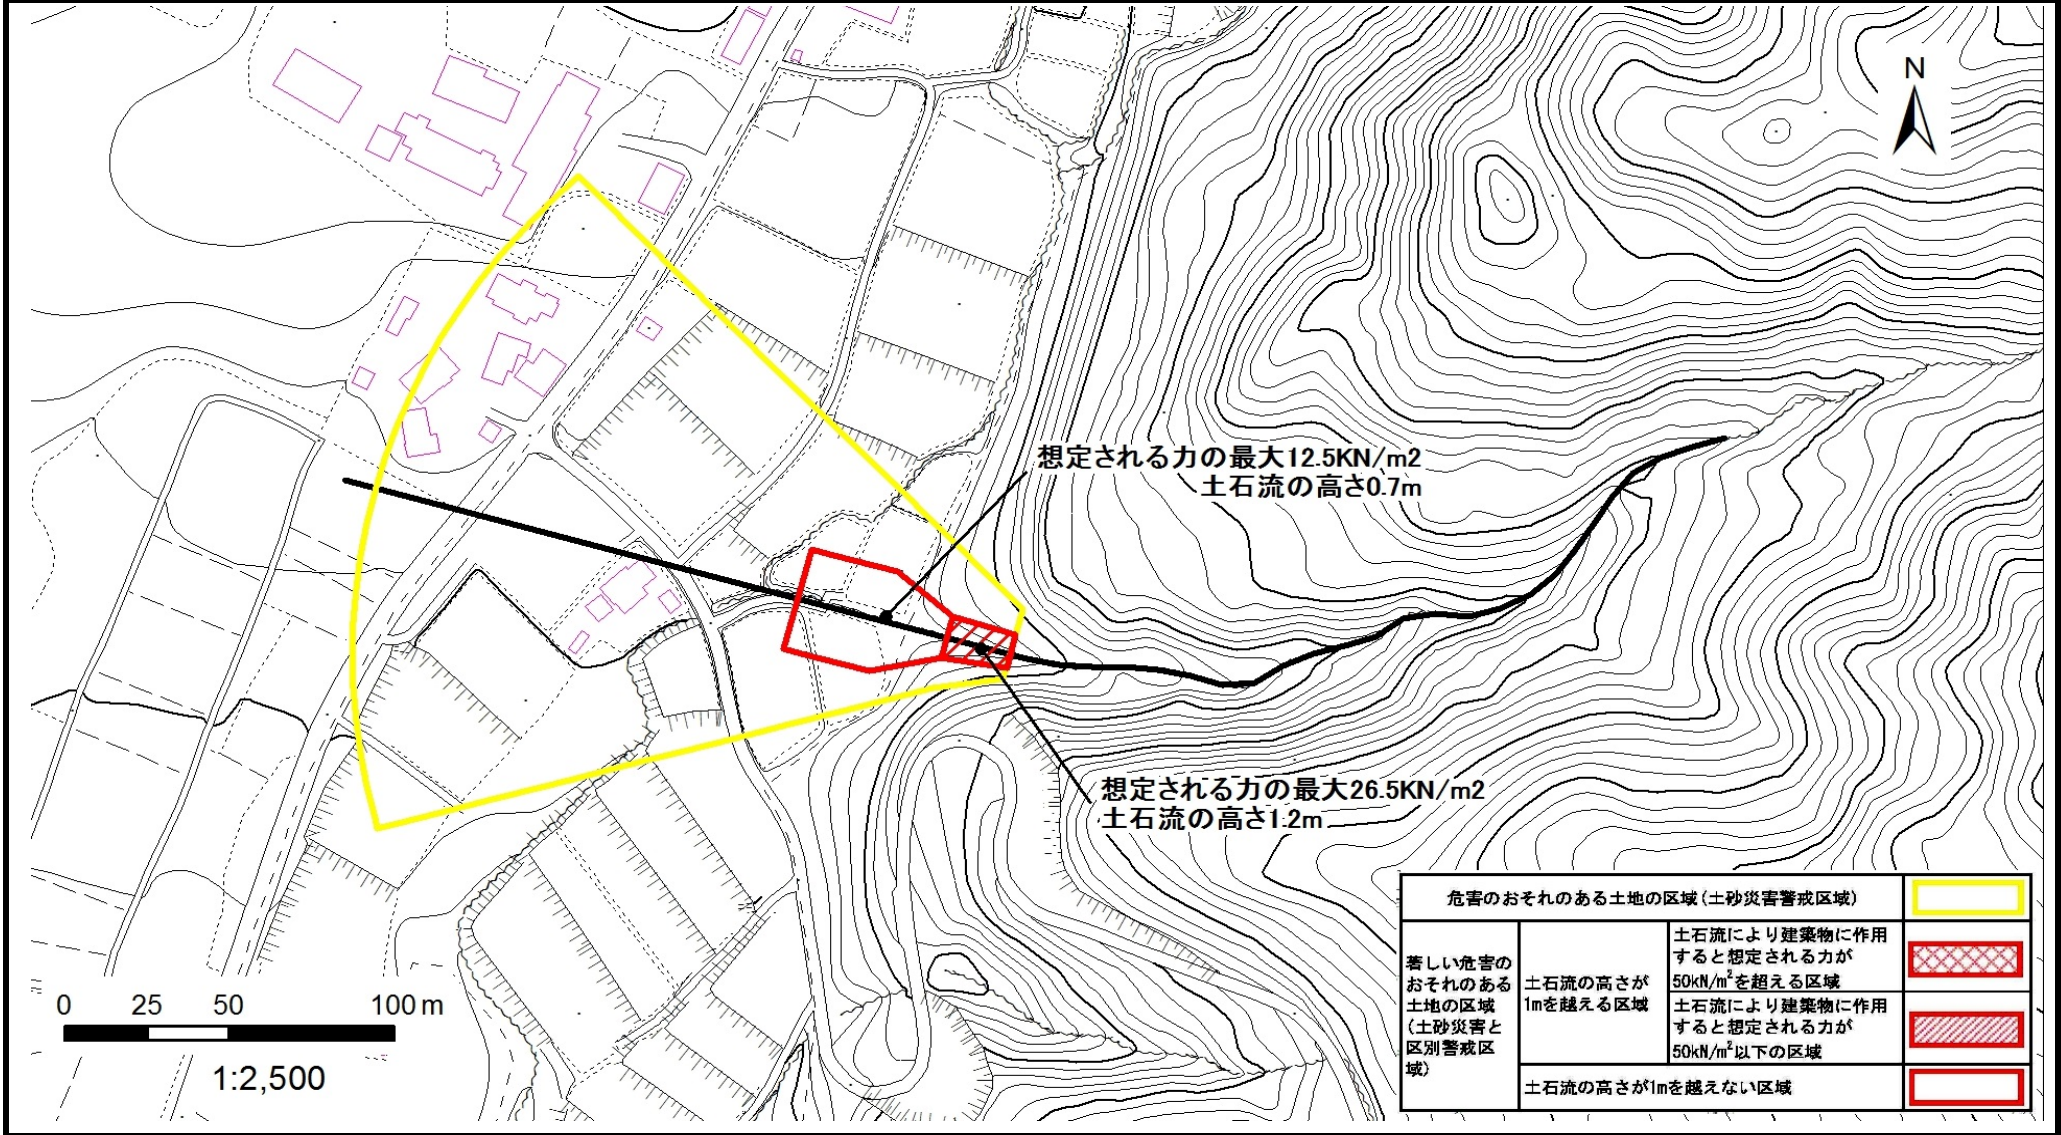 N
想定される力の最大12.5KN/m2
土石流の高さ0.7m
想定される力の最大26.5KN/m2
土石流の高さ1.2m
0 25 50 100 m
1:2,500
危害のおそれのある土地の区域(土砂災害警戒区域)
著しい危害の
おそれのある
土地の区域
(土砂災害と
区別警戒区
域)
土石流の高さが
1mを越える区域
土石流により建築物に作用
すると想定される力が
50kN/m²を超える区域
土石流により建築物に作用
すると想定される力が
50kN/m²以下の区域
土石流の高さが1mを越えない区域